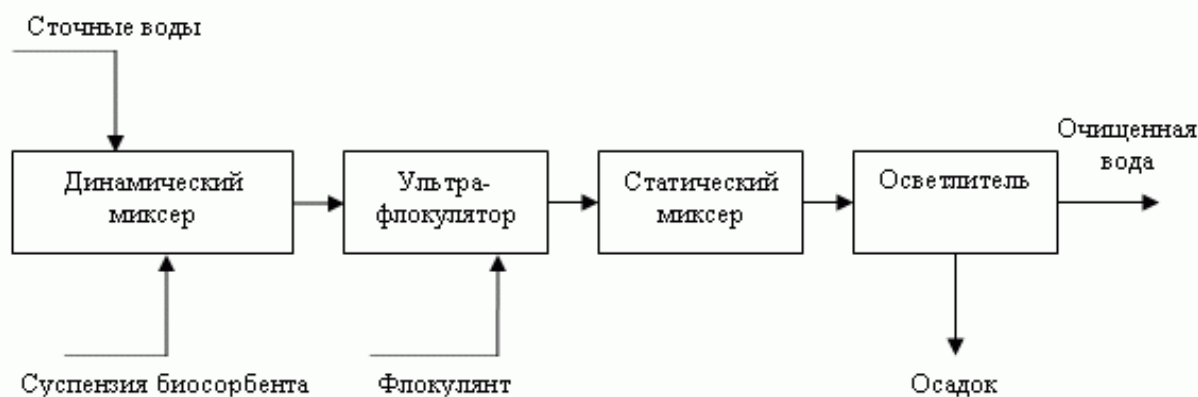 Сточные воды
Очищенная
вода
Динамический
миксер
Ультра-
флокулятор
Статический
миксер
Осветлитель
Суспензия биосорбента
Флокулянт
Осадок